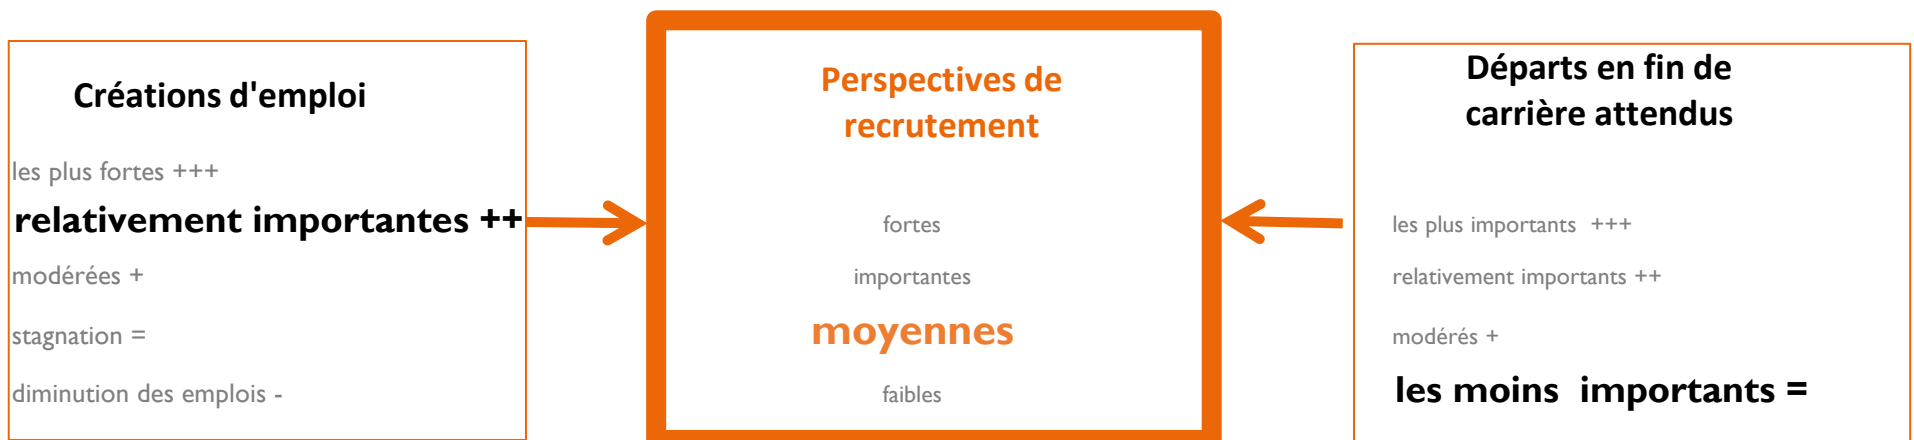 Créations d'emploi
les plus fortes +++
relativement importantes ++
modérées +
stagnation =
diminution des emplois -
Perspectives de
recrutement
fortes
importantes
moyennes
faibles
Départs en fin de
carrière attendus
les plus importants +++
relativement importants ++
modérés +
les moins importants =